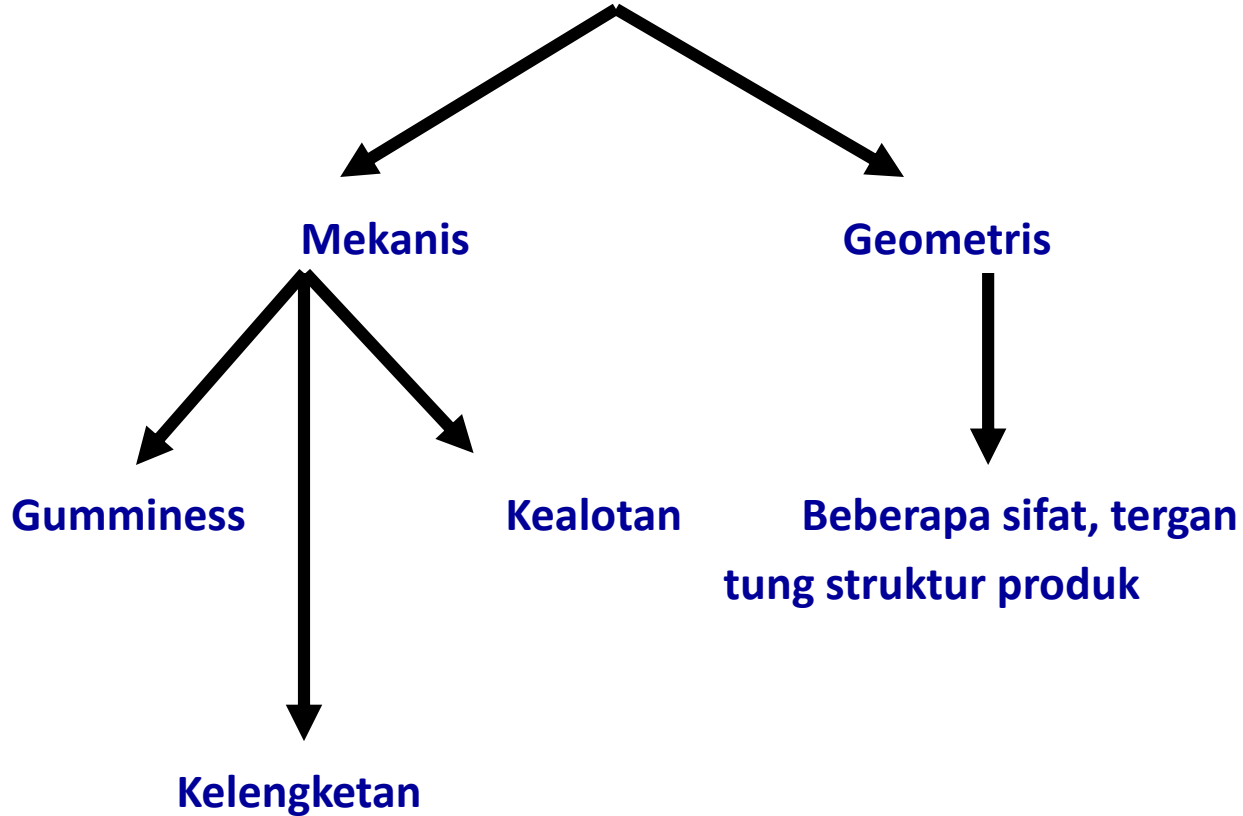 Mekanis
Geometris
Gumminess
Kealotan
Beberapa sifat, tergan
tung struktur produk
Kelengketan